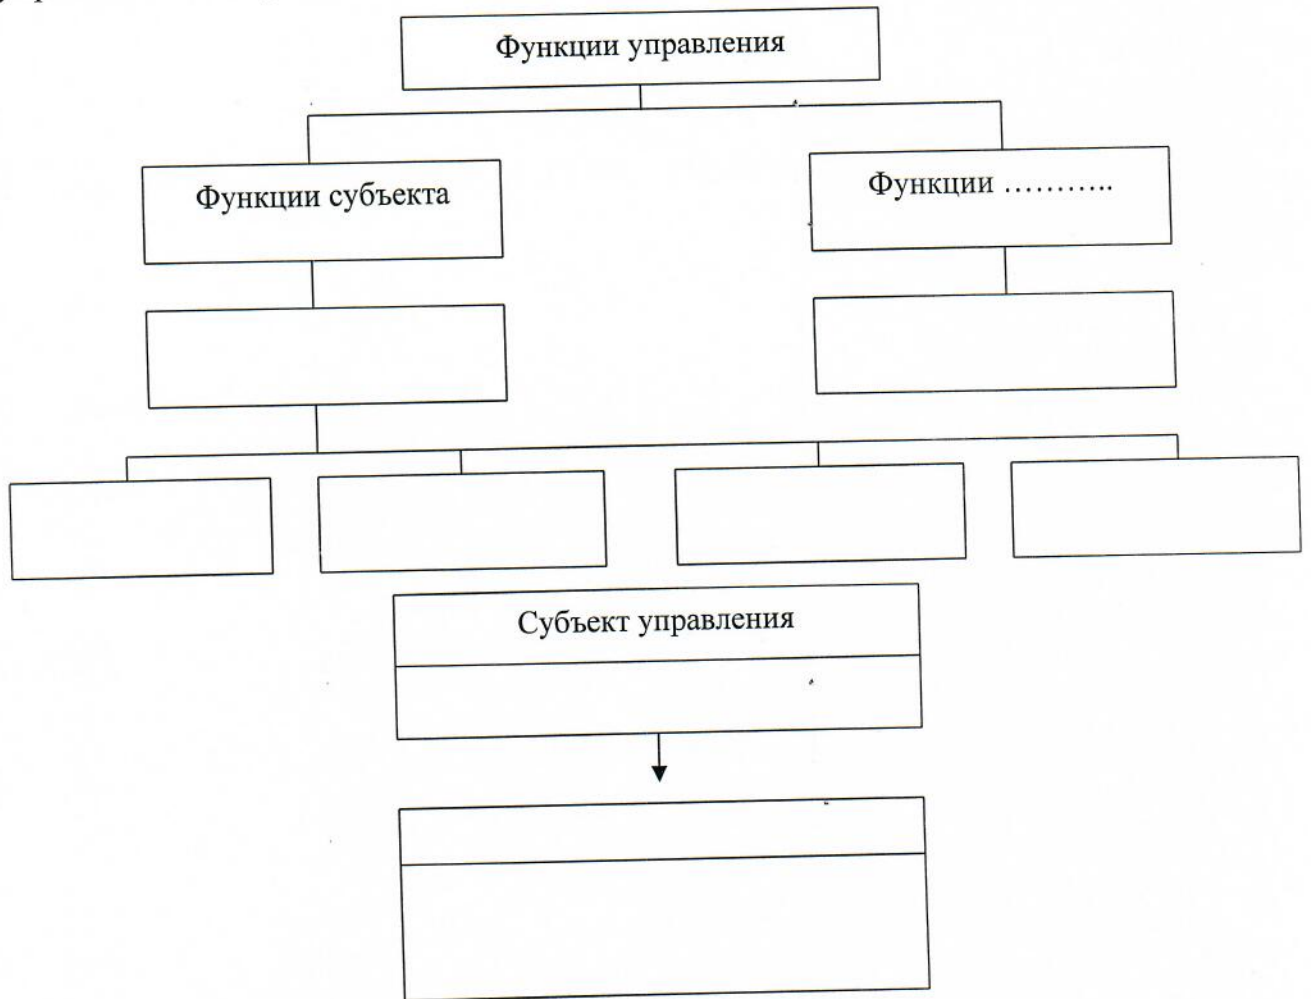 Функции управления
Функции субъекта
Функции ………..
Субъект управления